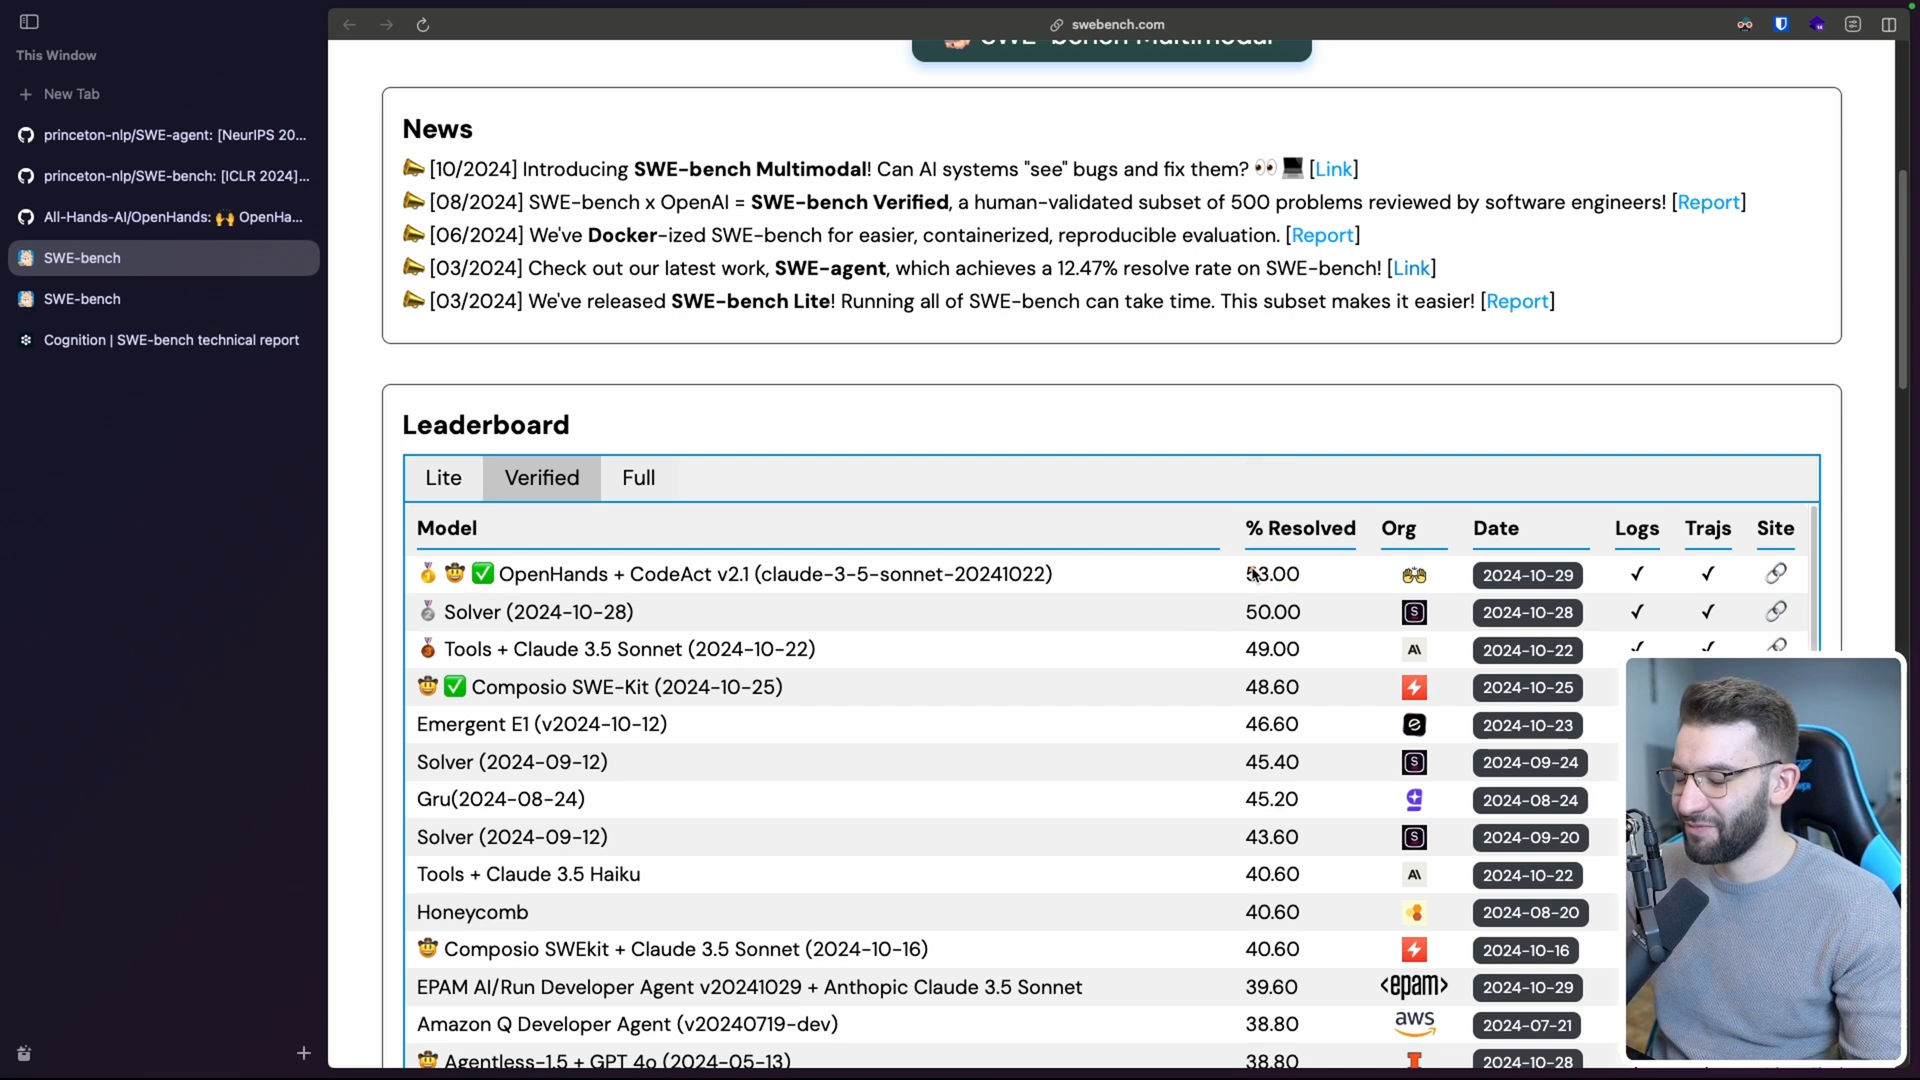 This Window
New Tab
princeton-nlp/SWE-agent: [NeurIPS 20...
princeton-nlp/SWE-bench: [ICLR 2024]...
All-Hands-AI/OpenHands: 🙌 OpenHa...
SWE-bench
SWE-bench
Cognition | SWE-bench technical report
swebench.com
SWE-bench Multimodal
News
[10/2024] Introducing SWE-bench Multimodal! Can AI systems "see" bugs and fix them? 👀 💻 [Link]
[08/2024] SWE-bench x OpenAI = SWE-bench Verified, a human-validated subset of 500 problems reviewed by software engineers! [Report]
[06/2024] We've Docker-ized SWE-bench for easier, containerized, reproducible evaluation. [Report]
[03/2024] Check out our latest work, SWE-agent, which achieves a 12.47% resolve rate on SWE-bench! [Link]
[03/2024] We've released SWE-bench Lite! Running all of SWE-bench can take time. This subset makes it easier! [Report]
Leaderboard
Lite Verified Full
Model % Resolved Org Date Logs Trajs Site
🥇 🤠 ✅ OpenHands + CodeAct v2.1 (claude-3-5-sonnet-20241022) 53.00 2024-10-29 ✓ ✓ 🔗
🥈 Solver (2024-10-28) 50.00 S 2024-10-28 ✓ ✓ 🔗
🥉 Tools + Claude 3.5 Sonnet (2024-10-22) 49.00 A\ 2024-10-22 ✓ ✓ 🔗
🤠 ✅ Composio SWE-Kit (2024-10-25) 48.60 2024-10-25
Emergent E1 (v2024-10-12) 46.60 2024-10-23
Solver (2024-09-12) 45.40 S 2024-09-24
Gru(2024-08-24) 45.20 2024-08-24
Solver (2024-09-12) 43.60 S 2024-09-20
Tools + Claude 3.5 Haiku 40.60 A\ 2024-10-22
Honeycomb 40.60 2024-08-20
🤠 Composio SWEkit + Claude 3.5 Sonnet (2024-10-16) 40.60 2024-10-16
EPAM AI/Run Developer Agent v20241029 + Anthopic Claude 3.5 Sonnet 39.60 <epam> 2024-10-29
Amazon Q Developer Agent (v20240719-dev) 38.80 aws 2024-07-21
🤠 Agentless-1.5 + GPT 4o (2024-05-13) 38.80 I 2024-10-28